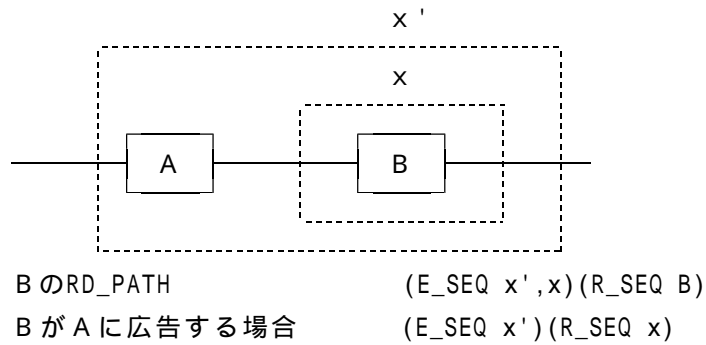 x'
x
A
B
BのRD_PATH (E_SEQ x',x)(R_SEQ B)
BがAに広告する場合 (E_SEQ x')(R_SEQ x)